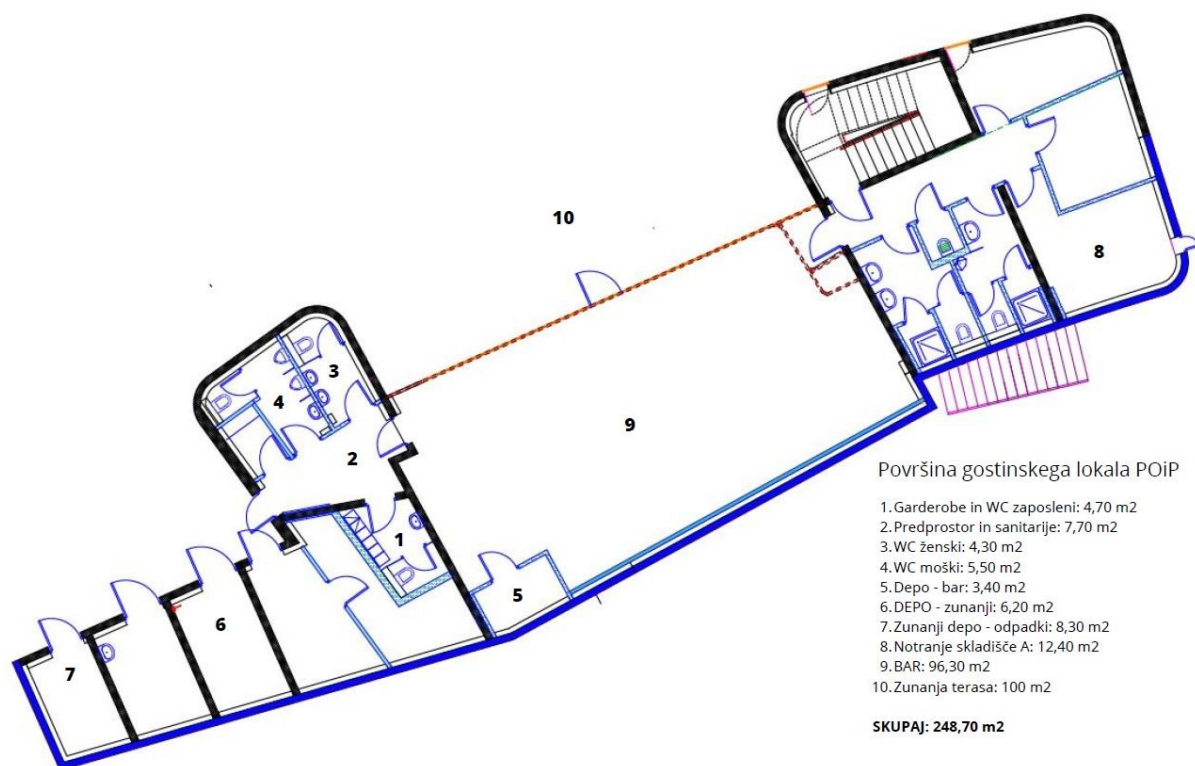 10
8
3
4
9
2
1
5
6
7
Površina gostinskega lokala POiP
1. Garderobe in WC zaposleni: 4,70 m2
2. Predprostor in sanitarije: 7,70 m2
3. WC ženski: 4,30 m2
4. WC moški: 5,50 m2
5. Depo - bar: 3,40 m2
6. DEPO - zunanji: 6,20 m2
7. Zunanji depo - odpadki: 8,30 m2
8. Notranje skladišče A: 12,40 m2
9. BAR: 96,30 m2
10. Zunanja terasa: 100 m2
SKUPAJ: 248,70 m2